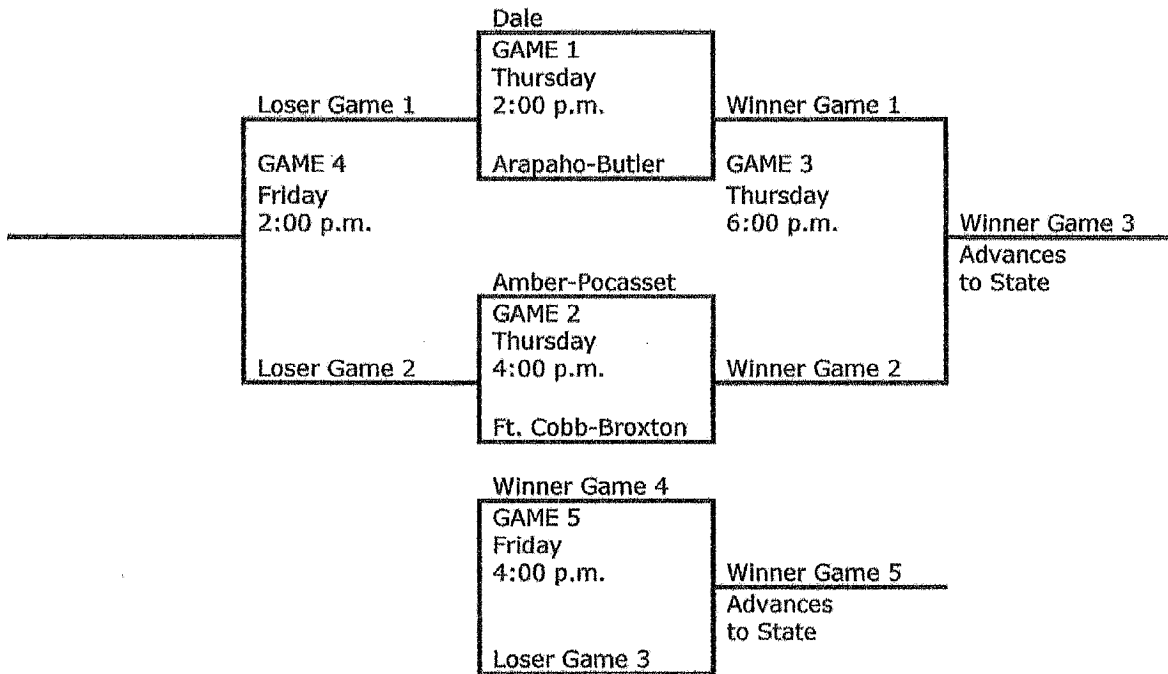 Dale
GAME 1
Thursday
2:00 p.m.
Arapaho-Butler
Loser Game 1
Winner Game 1
GAME 4
Friday
2:00 p.m.
GAME 3
Thursday
6:00 p.m.
Winner Game 3
Advances
to State
Amber-Pocasset
GAME 2
Thursday
4:00 p.m.
Ft. Cobb-Broxton
Loser Game 2
Winner Game 2
Winner Game 4
GAME 5
Friday
4:00 p.m.
Loser Game 3
Winner Game 5
Advances
to State